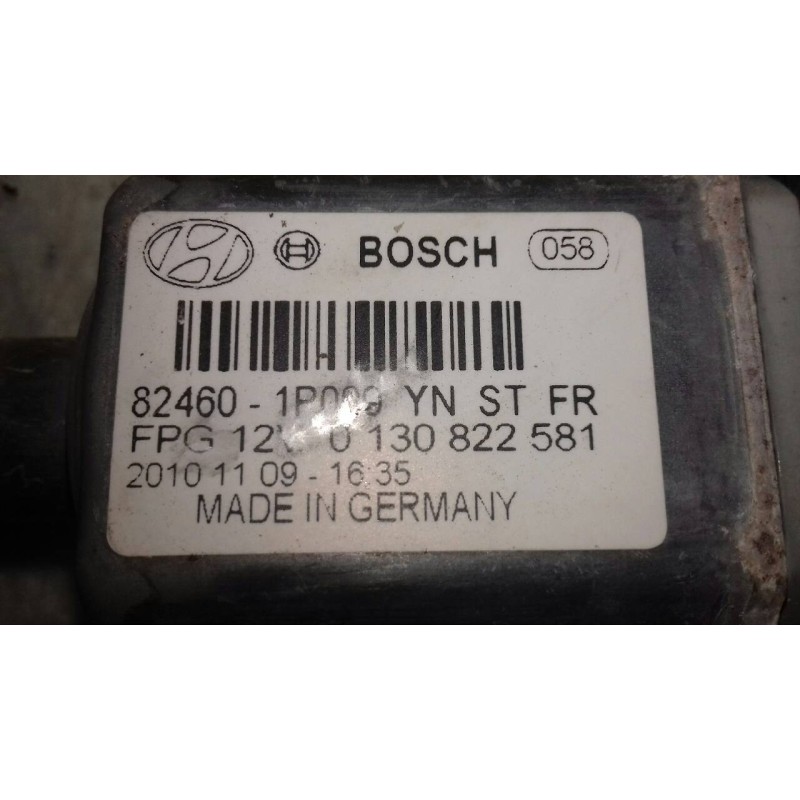 BOSCH 058
82460 - 1P009 YN ST FR
FPG 12V 0 130 822 581
2010 11 09 - 16 35
MADE IN GERMANY